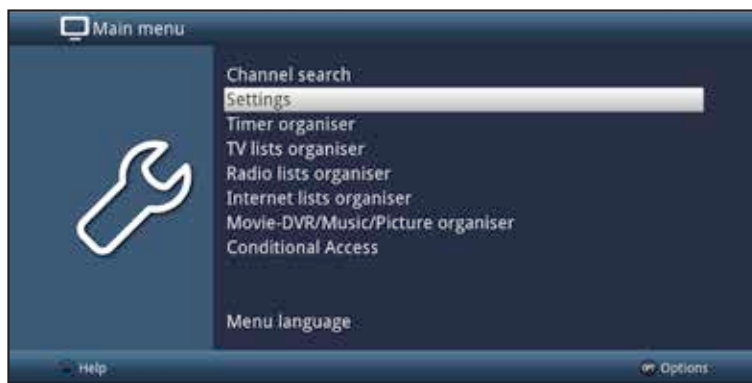 Main menu
Channel search
Settings
Timer organiser
TV lists organiser
Radio lists organiser
Internet lists organiser
Movie-DVR/Music/Picture organiser
Conditional Access
Menu language
Help
OPT Options